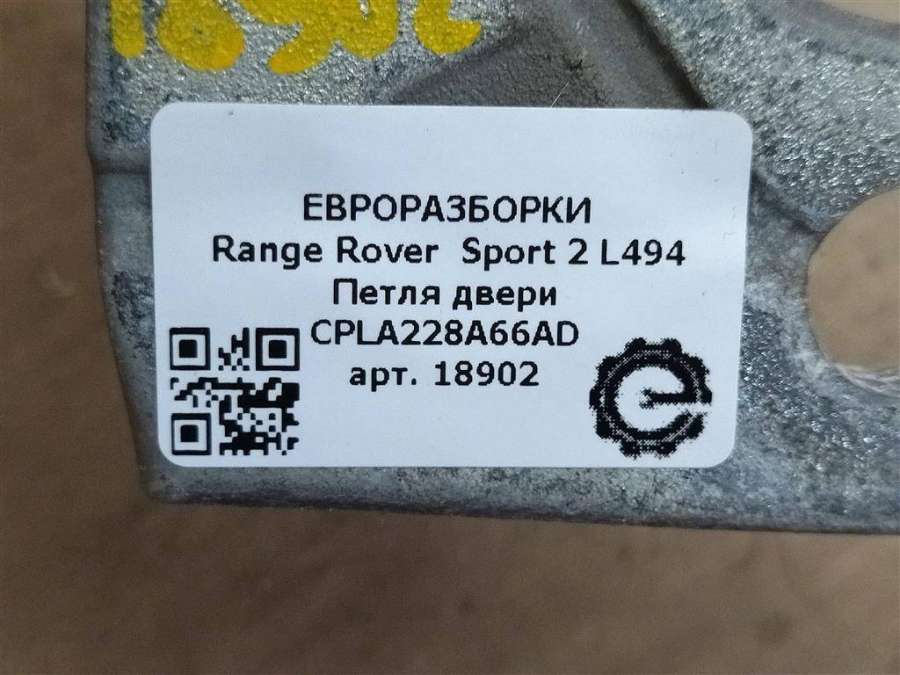 ЕВРОРАЗБОРКИ
Range Rover Sport 2 L494
Петля двери
CPLA228A66AD
арт. 18902